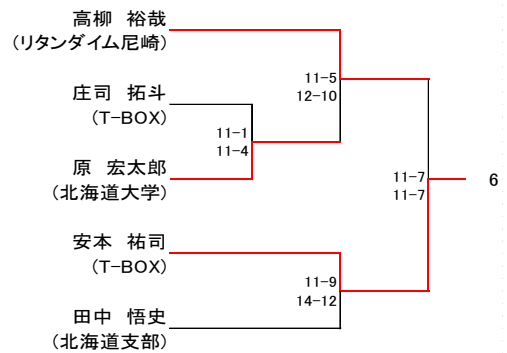 高柳　裕哉
(リタンダイム尼崎)
11-5
12-10
庄司　拓斗
(T-BOX)
11-1
11-4
原　宏太郎
(北海道大学)
11-7
11-7
6
安本　祐司
(T-BOX)
11-9
14-12
田中　悟史
(北海道支部)